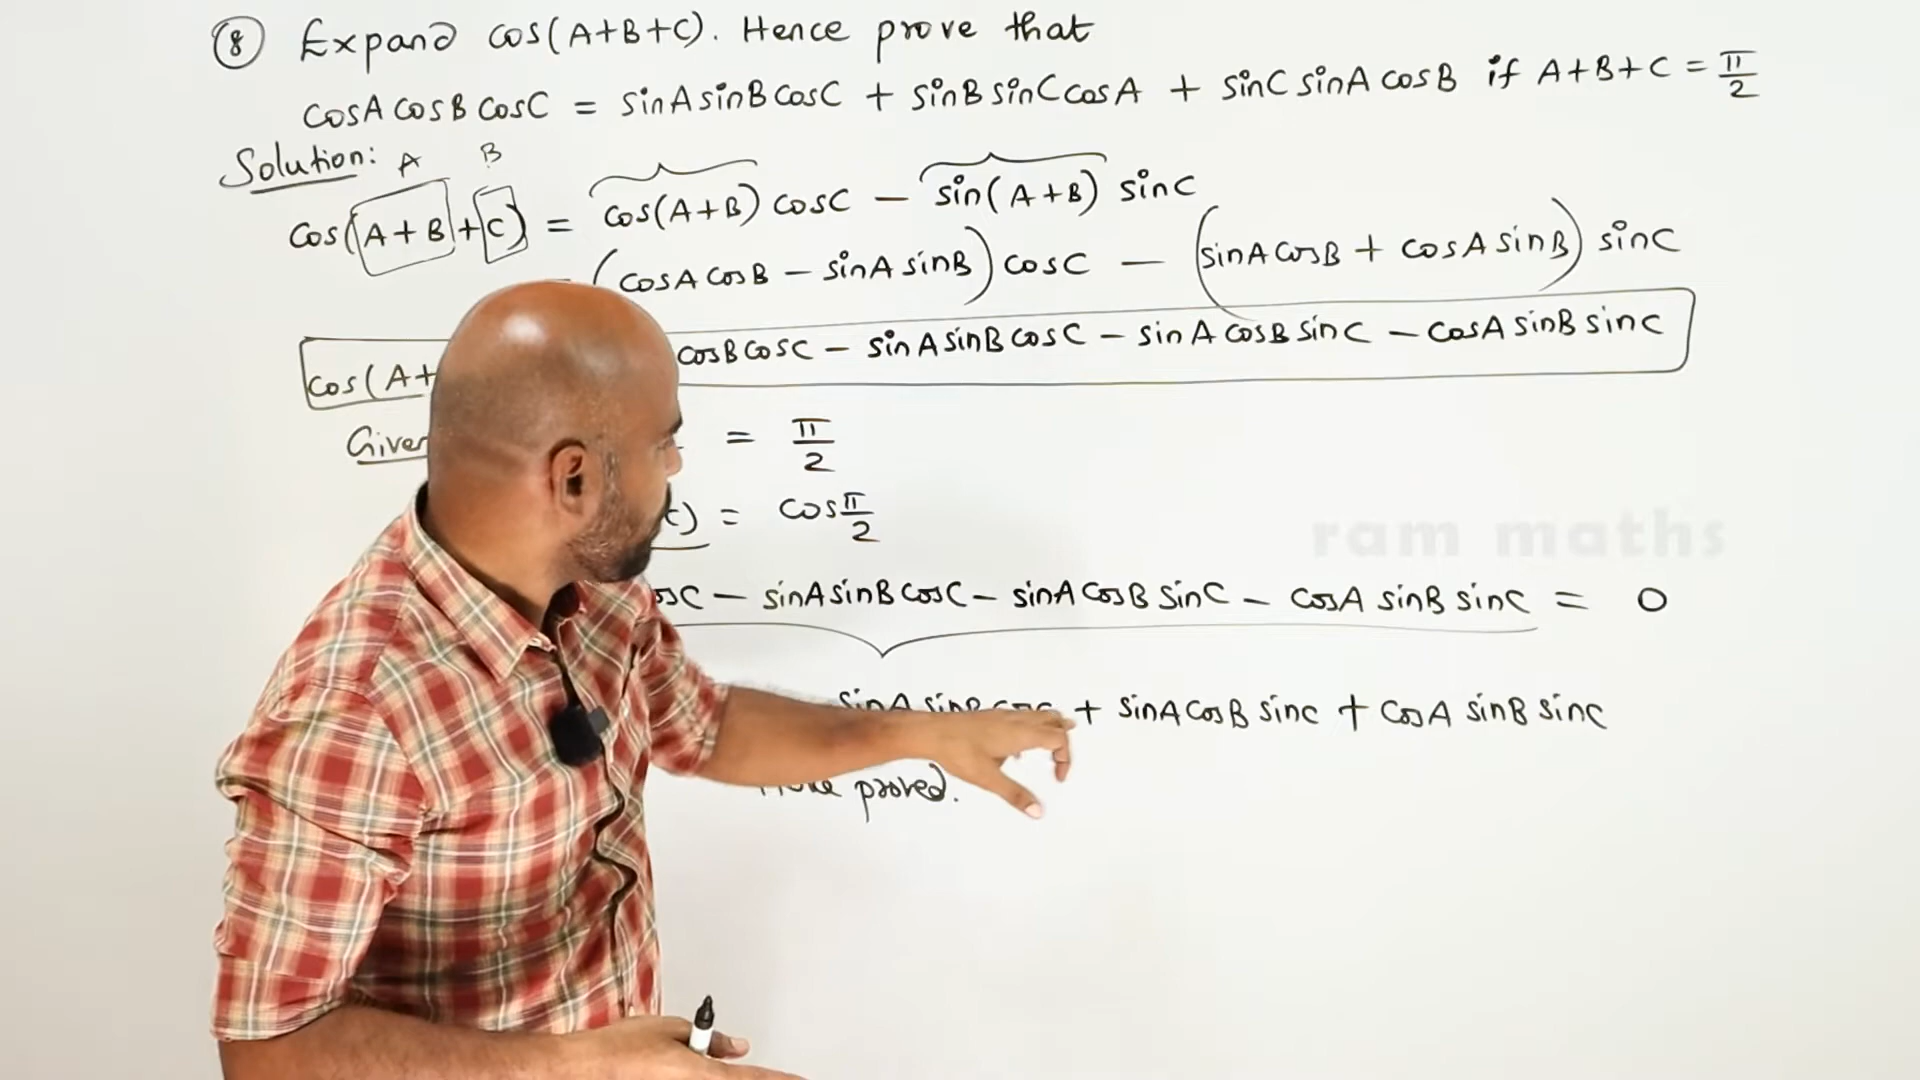 ⑧ Expand cos(A+B+C). Hence prove that
cosA cosB cosC = sinA sinB cosC + sinB sinC cosA + sinC sinA cosB if A+B+C = π/2
Solution: A B
cos(A+B+C) = cos(A+B) cosC — sin(A+B) sinC
(cosA cosB — sinA sinB) cosC — (sinA cosB + cosA sinB) sinC
cos(A+ cosB cosC — sinA sinB cosC — sinA cosB sinC — cosA sinB sinC
Given = π/2
) = cos π/2
— sinA sinB cosC — sinA cosB sinC — cosA sinB sinC = 0
ram maths
sinA sinB + sinA cosB sinC + cosA sinB sinC
proved.